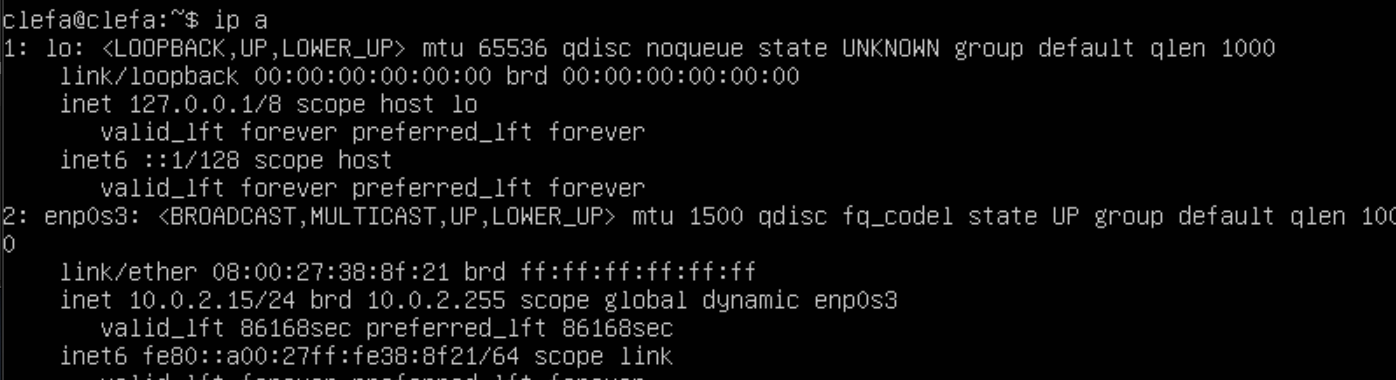 clefa@clefa:~$ ip a
1: lo: <LOOPBACK,UP,LOWER_UP> mtu 65536 qdisc noqueue state UNKNOWN group default qlen 1000
link/loopback 00:00:00:00:00:00 brd 00:00:00:00:00:00
inet 127.0.0.1/8 scope host lo
valid_lft forever preferred_lft forever
inet6 ::1/128 scope host
valid_lft forever preferred_lft forever
2: enp0s3: <BROADCAST,MULTICAST,UP,LOWER_UP> mtu 1500 qdisc fq_codel state UP group default qlen 100
0
link/ether 08:00:27:38:8f:21 brd ff:ff:ff:ff:ff:ff
inet 10.0.2.15/24 brd 10.0.2.255 scope global dynamic enp0s3
valid_lft 86168sec preferred_lft 86168sec
inet6 fe80::a00:27ff:fe38:8f21/64 scope link
valid_lft forever preferred_lft forever